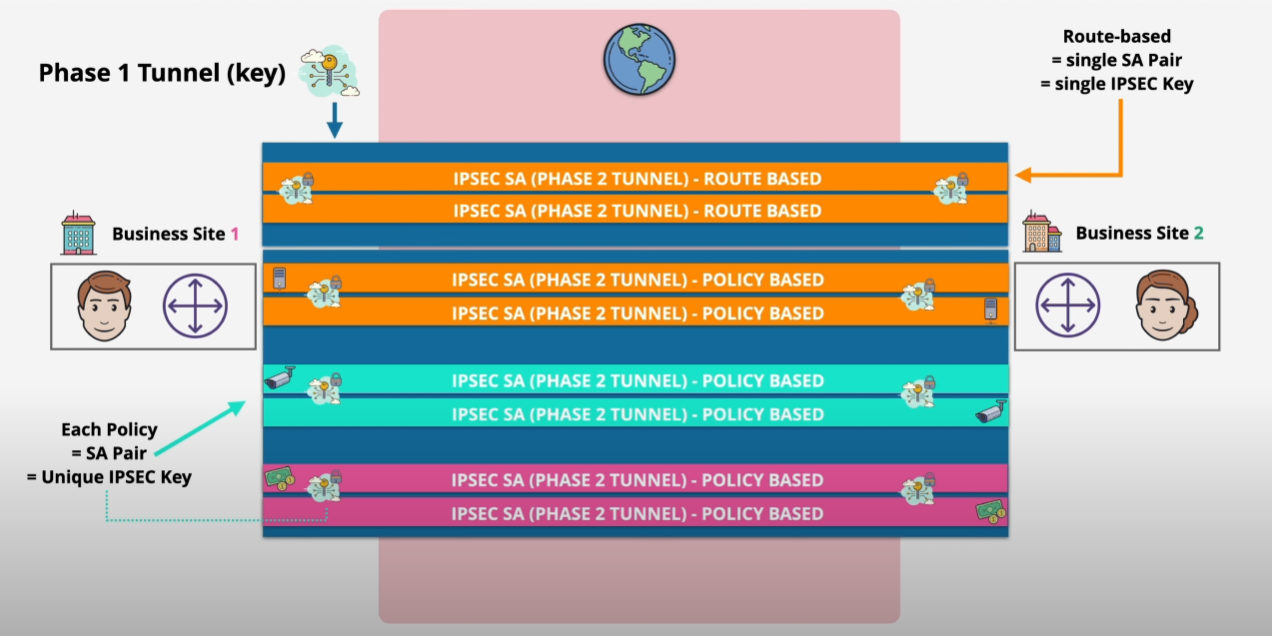 Phase 1 Tunnel (key)
Route-based
= single SA Pair
= single IPSEC Key
IPSEC SA (PHASE 2 TUNNEL) - ROUTE BASED
IPSEC SA (PHASE 2 TUNNEL) - ROUTE BASED
Business Site 1
Business Site 2
IPSEC SA (PHASE 2 TUNNEL) - POLICY BASED
IPSEC SA (PHASE 2 TUNNEL) - POLICY BASED
IPSEC SA (PHASE 2 TUNNEL) - POLICY BASED
IPSEC SA (PHASE 2 TUNNEL) - POLICY BASED
Each Policy
= SA Pair
= Unique IPSEC Key
IPSEC SA (PHASE 2 TUNNEL) - POLICY BASED
IPSEC SA (PHASE 2 TUNNEL) - POLICY BASED